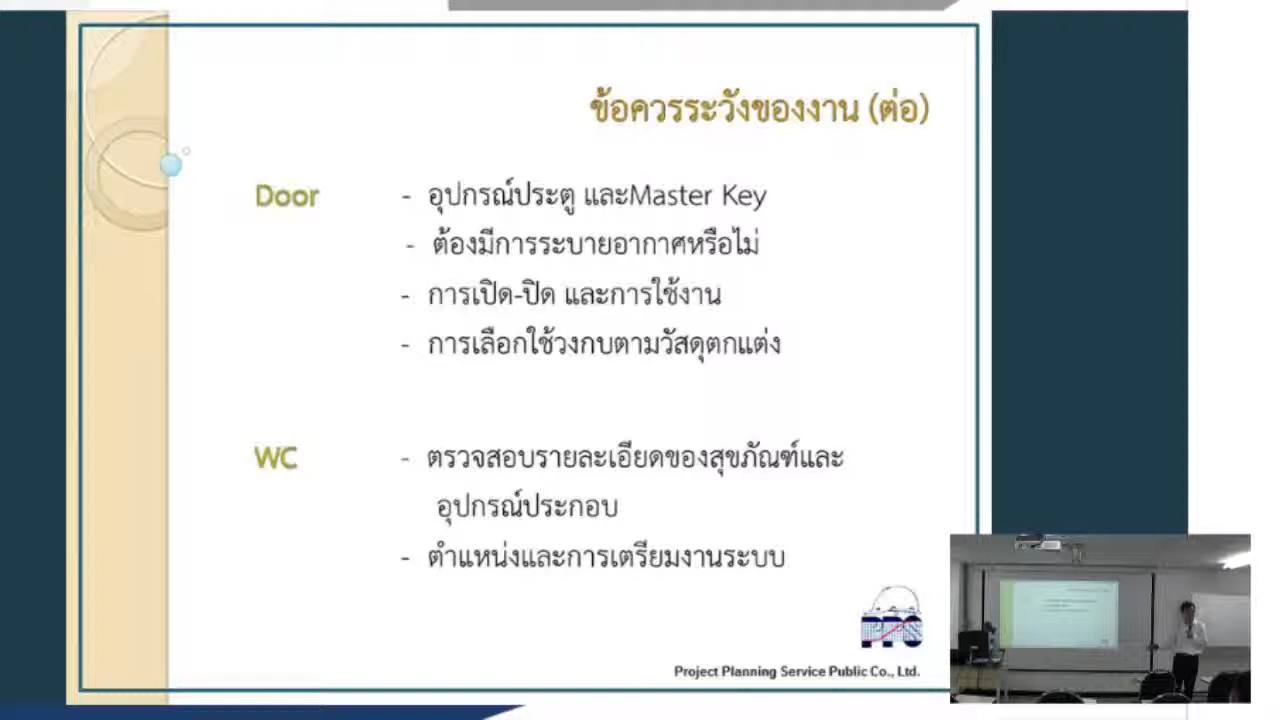 ข้อควรระวังของงาน (ต่อ)
Door - อุปกรณ์ประตู และMaster Key
- ต้องมีการระบายอากาศหรือไม่
- การเปิด-ปิด และการใช้งาน
- การเลือกใช้วงกบตามวัสดุตกแต่ง
WC - ตรวจสอบรายละเอียดของสุขภัณฑ์และ
อุปกรณ์ประกอบ
- ตำแหน่งและการเตรียมงานระบบ
PPS
Project Planning Service Public Co., Ltd.